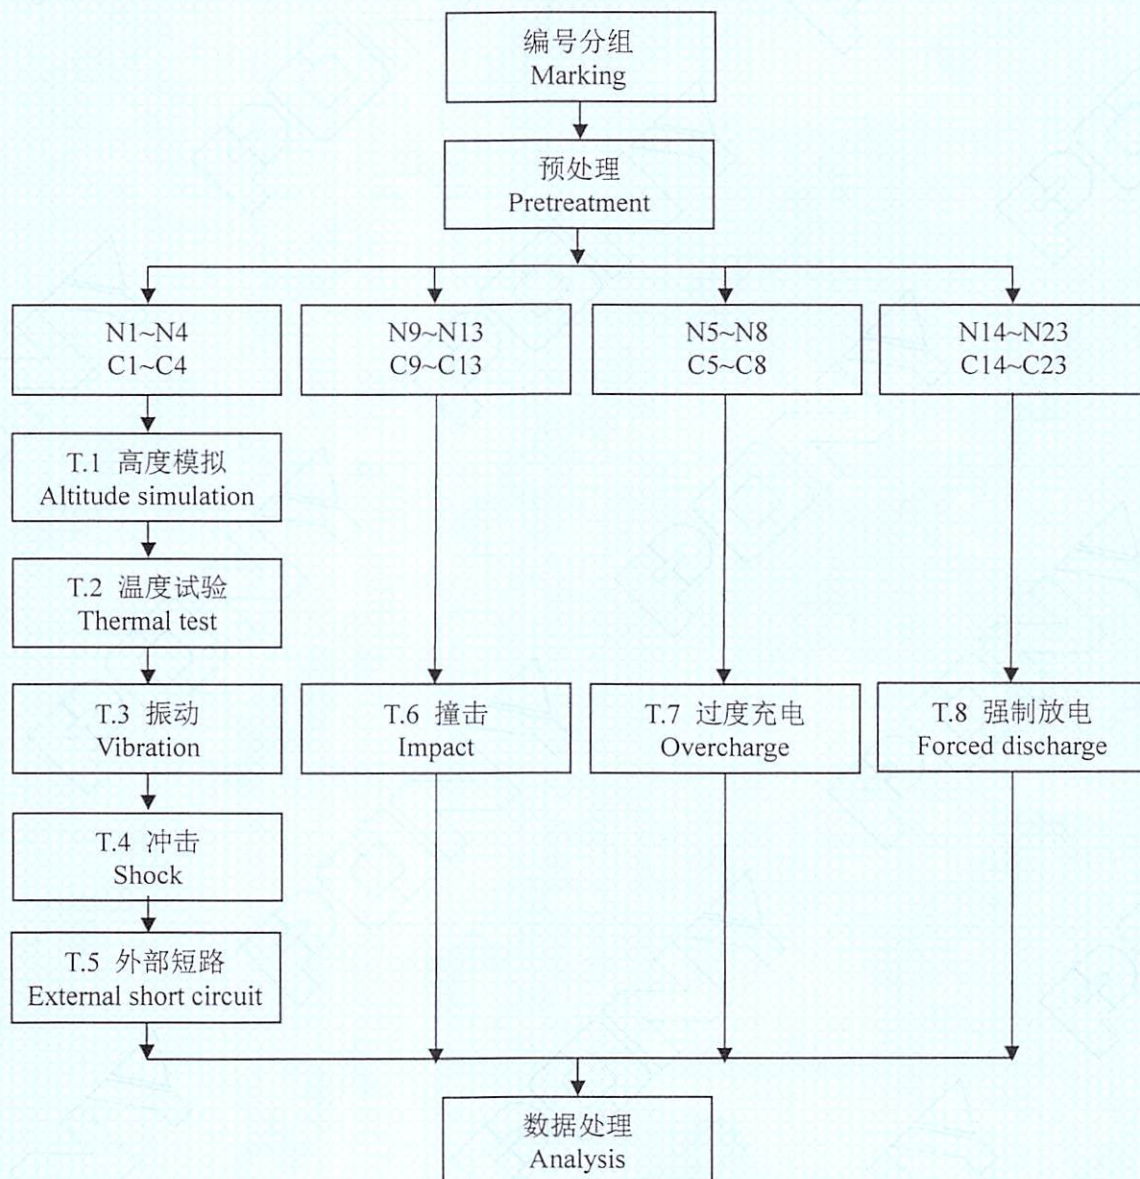 编号分组
Marking
预处理
Pretreatment
N1~N4
C1~C4
N9~N13
C9~C13
N5~N8
C5~C8
N14~N23
C14~C23
T.1 高度模拟
Altitude simulation
T.2 温度试验
Thermal test
T.3 振动
Vibration
T.6 撞击
Impact
T.7 过度充电
Overcharge
T.8 强制放电
Forced discharge
T.4 冲击
Shock
T.5 外部短路
External short circuit
数据处理
Analysis